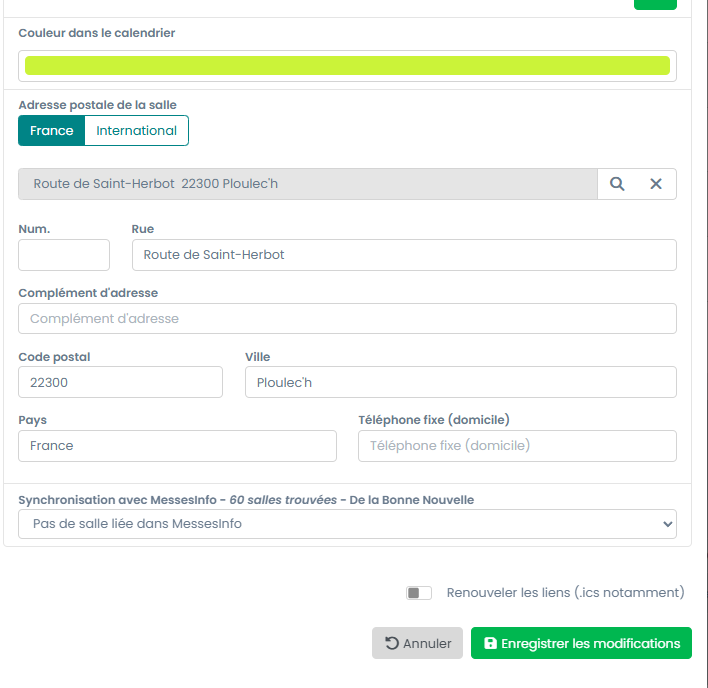 Couleur dans le calendrier
Adresse postale de la salle
France International
Route de Saint-Herbot 22300 Ploulec'h
Num. Rue
Route de Saint-Herbot
Complément d'adresse
Complément d'adresse
Code postal Ville
22300 Ploulec'h
Pays Téléphone fixe (domicile)
France Téléphone fixe (domicile)
Synchronisation avec MessesInfo - 60 salles trouvées - De la Bonne Nouvelle
Pas de salle liée dans MessesInfo
Renouveler les liens (.ics notamment)
Annuler Enregistrer les modifications